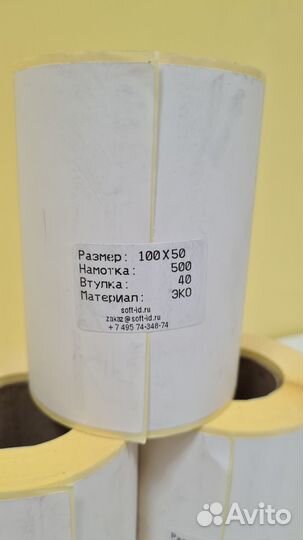 Размер: 100X50
Намотка: 500
Втулка: 40
Материал: ЭКО
soft-id.ru
zakaz@soft-id.ru
+7 495 74-348-74
Avito